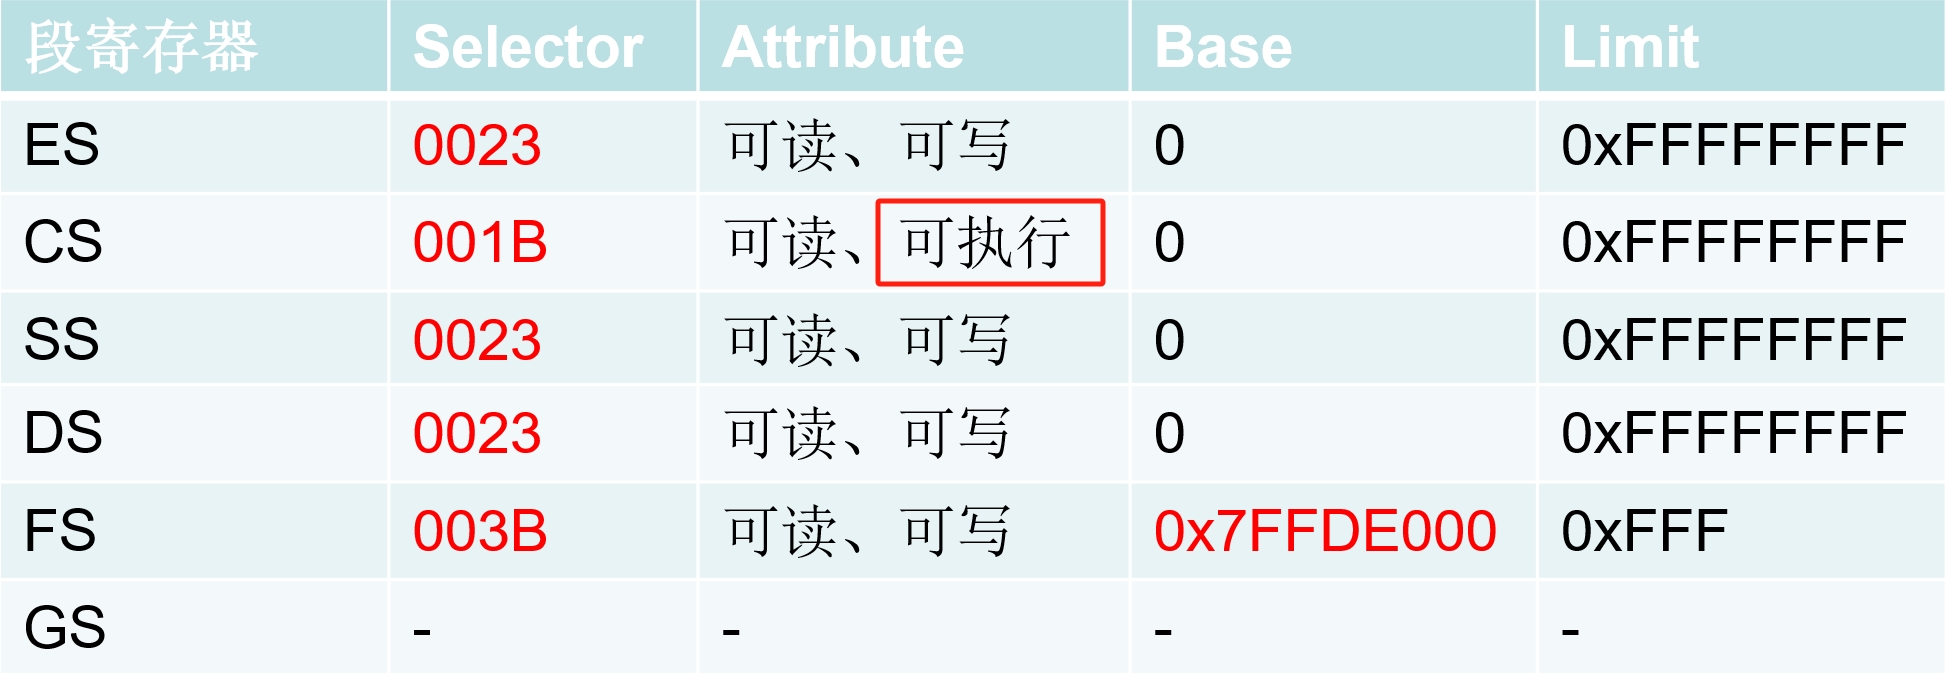 段寄存器 Selector Attribute Base Limit
ES 0023 可读、可写 0 0xFFFFFFFF
CS 001B 可读、可执行 0 0xFFFFFFFF
SS 0023 可读、可写 0 0xFFFFFFFF
DS 0023 可读、可写 0 0xFFFFFFFF
FS 003B 可读、可写 0x7FFDE000 0xFFF
GS - - - -